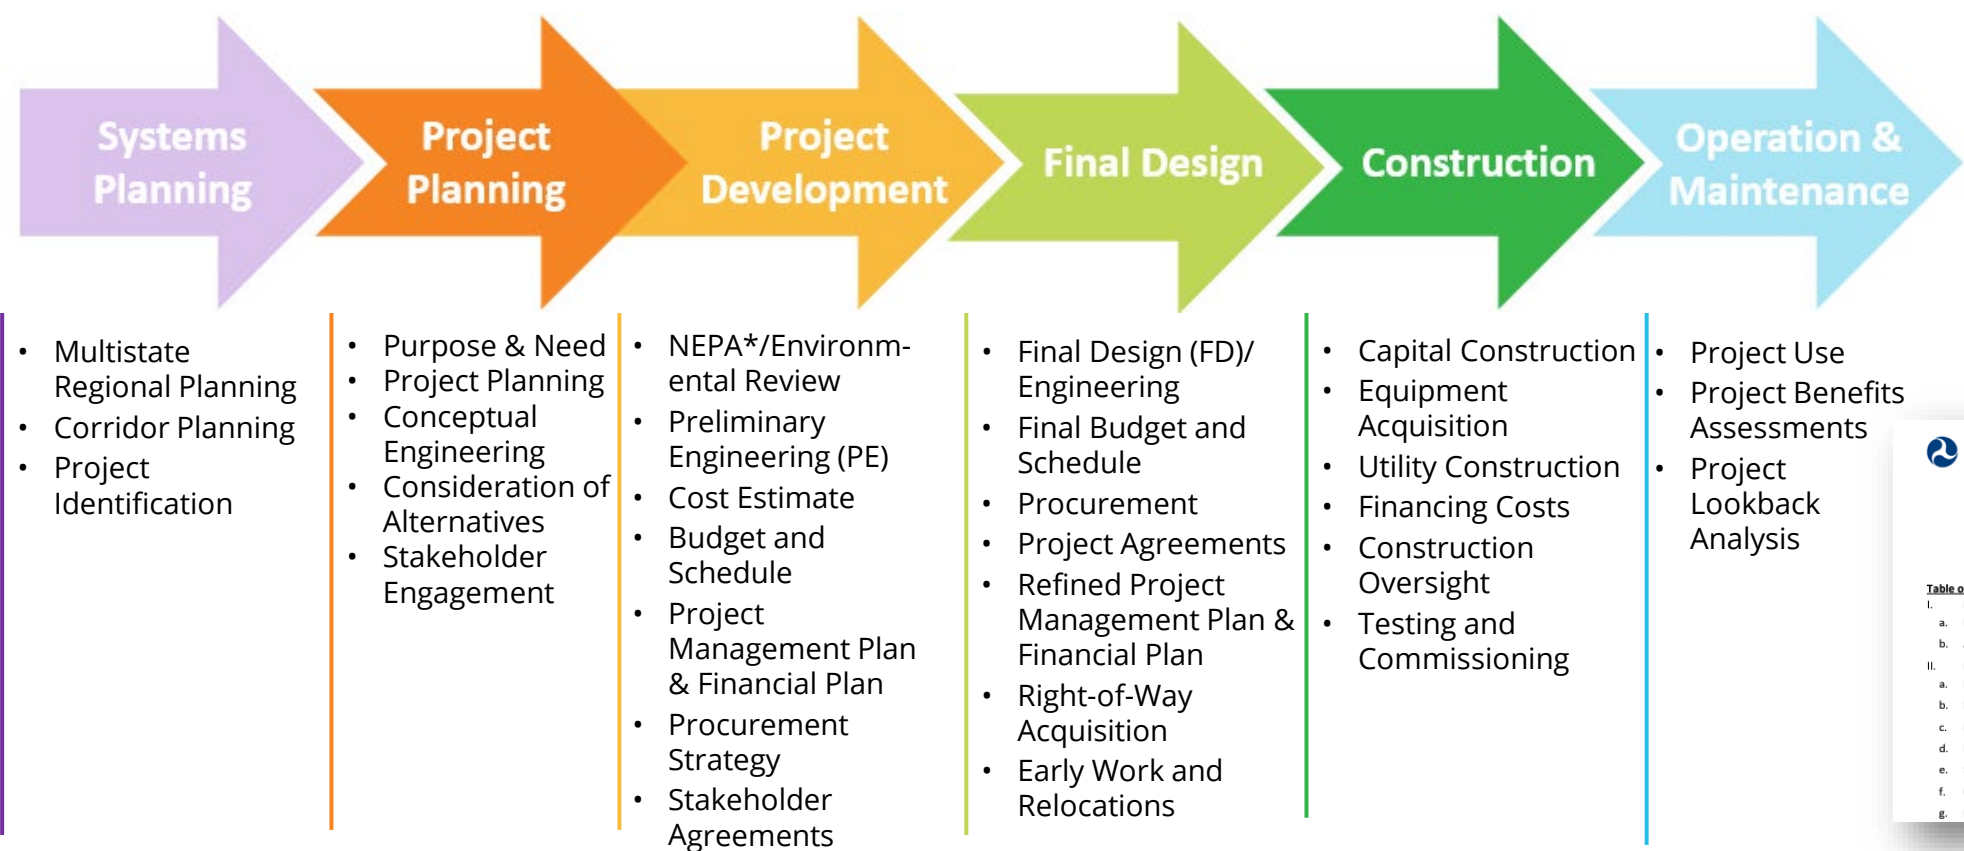 Systems
Planning
Project
Planning
Project
Development
Final Design
Construction
Operation &
Maintenance
• Multistate
Regional Planning
• Corridor Planning
• Project
Identification
• Purpose & Need
• Project Planning
• Conceptual
Engineering
• Consideration of
Alternatives
• Stakeholder
Engagement
• NEPA*/Environm-
ental Review
• Preliminary
Engineering (PE)
• Cost Estimate
• Budget and
Schedule
• Project
Management Plan
& Financial Plan
• Procurement
Strategy
• Stakeholder
Agreements
• Final Design (FD)/
Engineering
• Final Budget and
Schedule
• Procurement
• Project Agreements
• Refined Project
Management Plan &
Financial Plan
• Right-of-Way
Acquisition
• Early Work and
Relocations
• Capital Construction
• Equipment
Acquisition
• Utility Construction
• Financing Costs
• Construction
Oversight
• Testing and
Commissioning
• Project Use
• Project Benefits
Assessments
• Project
Lookback
Analysis
Table o
I.
a.
b.
II.
a.
b.
c.
d.
e.
f.
g.